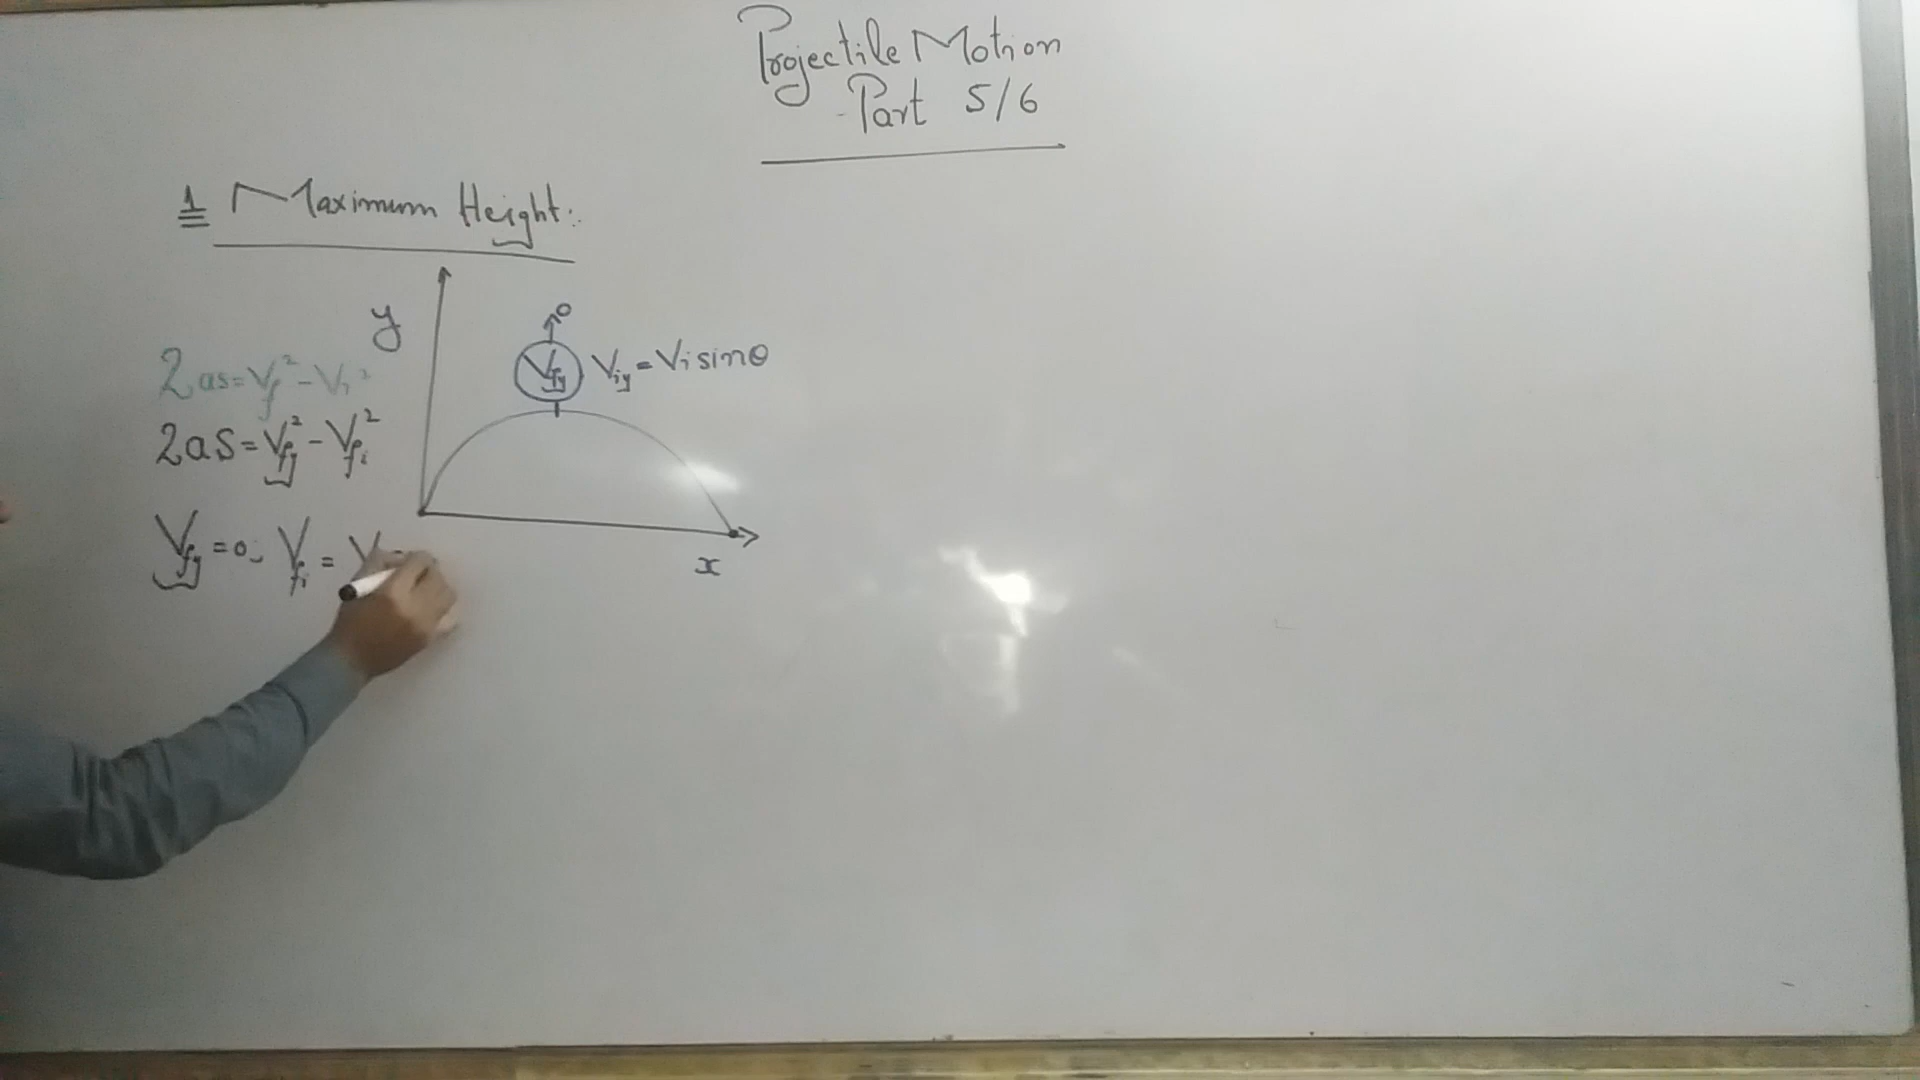 Projectile Motion
Part 5/6
1 Maximum Height:
y
0
Vfy Viy = Vi sinθ
2as = Vf² - Vi²
2aS = Vfy² - Vfi²
Vfy = 0; Vfi = V
x